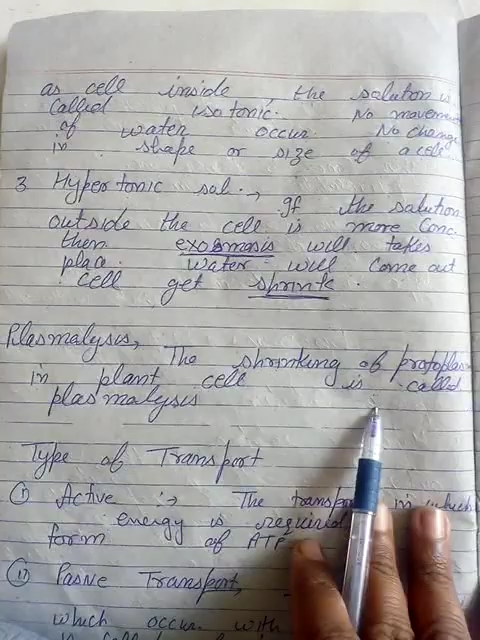 as cell inside, the solution is
called isotonic. No movement
of water occur. No change
in shape or size of a cell.
3. Hypertonic sol. :→
If the solution
outside the cell is more conc.
then exosmosis will takes
place. water will come out
cell get shrink.
Plasmalysis, The shrinking of protoplasm
in plant cell is called
plasmalysis
Type of Transport
(i) Active :→ The transport in which
energy is required,
form of ATP
(ii) Pasive Transport,
which occur with